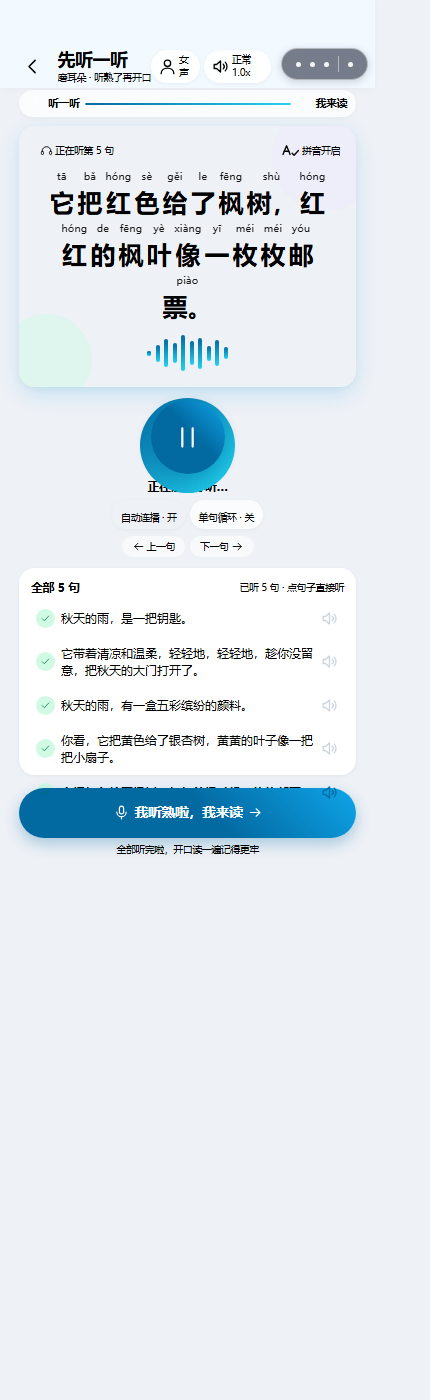 先听一听
磨耳朵 · 听熟了再开口
女声
正常 1.0x
听一听
我来读
正在听第 5 句
拼音开启
tā bǎ hóng sè gěi le fēng shù hóng
它把红色给了枫树，红
hóng de fēng yè xiàng yī méi méi yóu
红的枫叶像一枚枚邮
piào
票。
自动连播 · 开
单句循环 · 关
← 上一句
下一句 →
全部 5 句
已听 5 句 · 点句子直接听
秋天的雨，是一把钥匙。
它带着清凉和温柔，轻轻地，轻轻地，趁你没留
意，把秋天的大门打开了。
秋天的雨，有一盒五彩缤纷的颜料。
你看，它把黄色给了银杏树，黄黄的叶子像一把
把小扇子。
我听熟啦，我来读 →
全部听完啦，开口读一遍记得更牢